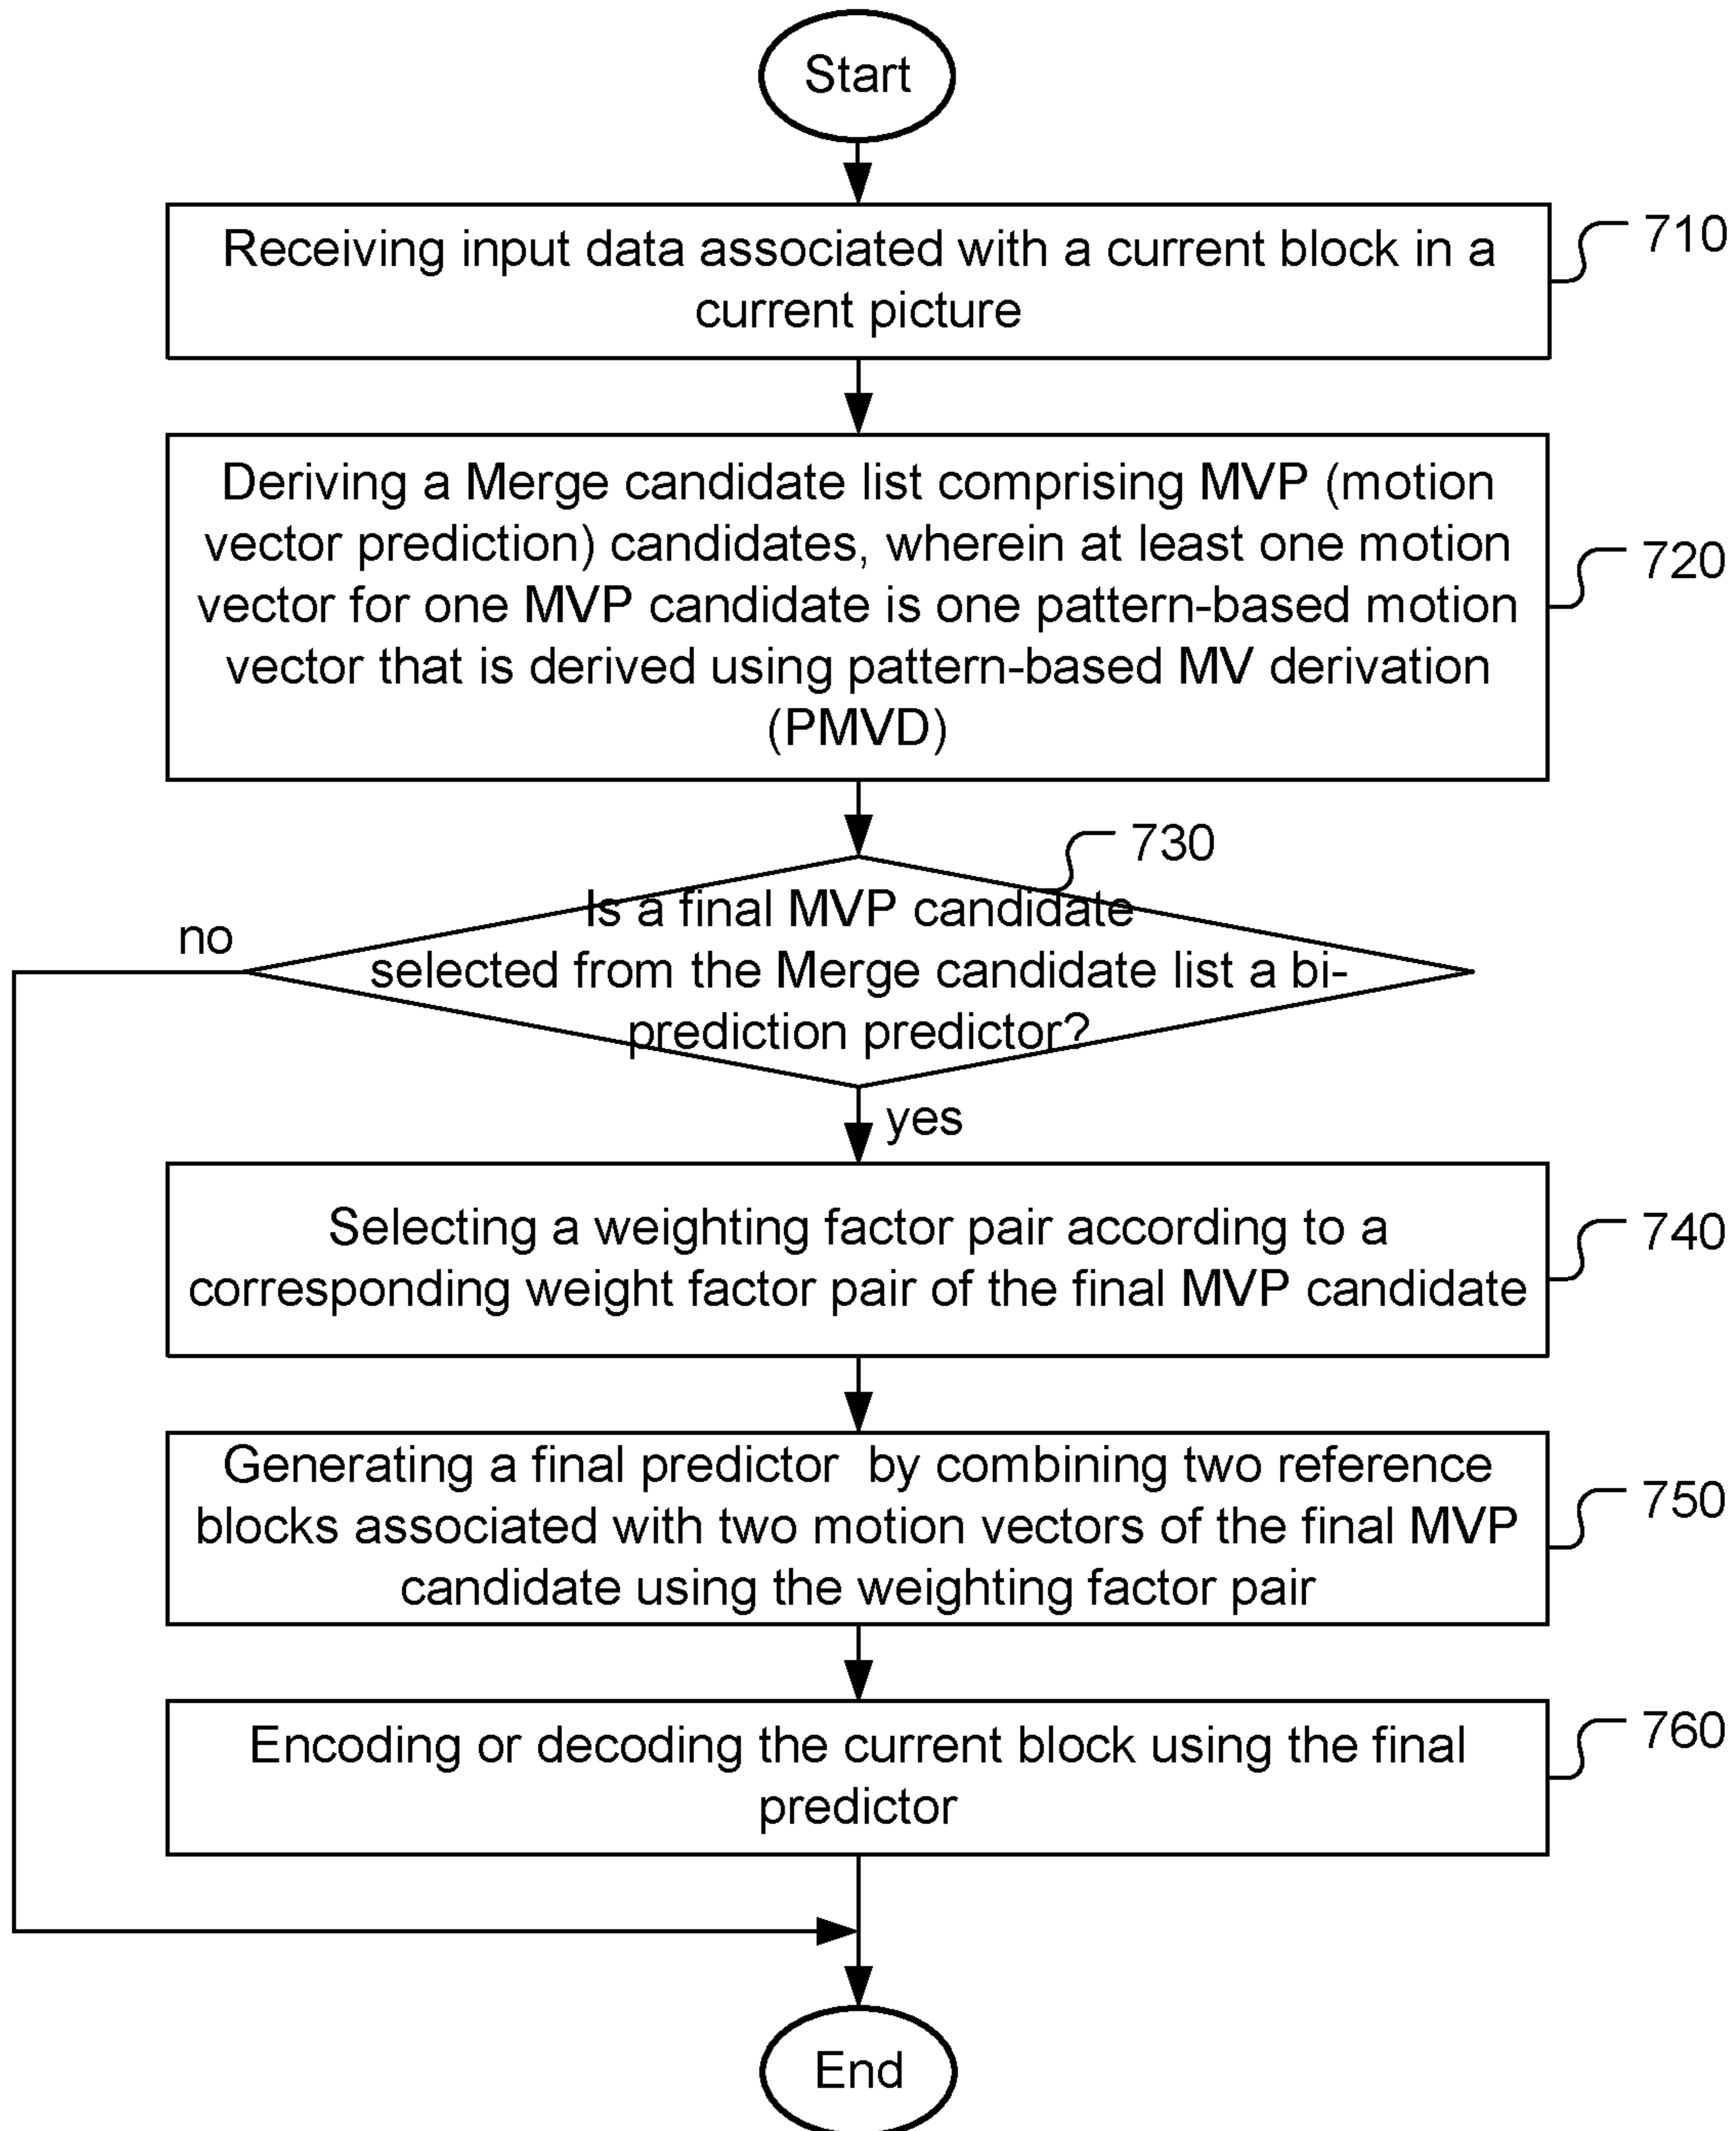 Start
Receiving input data associated with a current block in a
current picture
710
Deriving a Merge candidate list comprising MVP (motion
vector prediction) candidates, wherein at least one motion
vector for one MVP candidate is one pattern-based motion
vector that is derived using pattern-based MV derivation
(PMVD)
720
730
Is a final MVP candidate
selected from the Merge candidate list a bi-
prediction predictor?
no
yes
Selecting a weighting factor pair according to a
corresponding weight factor pair of the final MVP candidate
740
Generating a final predictor by combining two reference
blocks associated with two motion vectors of the final MVP
candidate using the weighting factor pair
750
Encoding or decoding the current block using the final
predictor
760
End